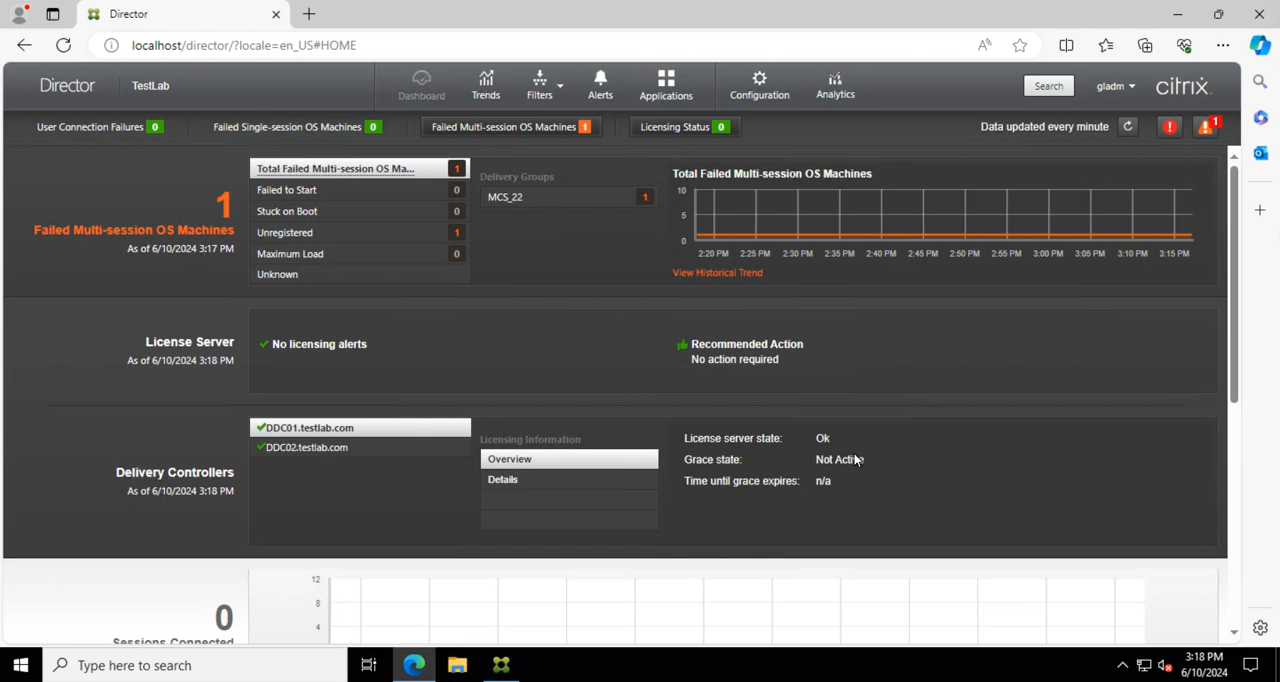 Director
localhost/director/?locale=en_US#HOME
Director
TestLab
Dashboard
Trends
Filters
Alerts
Applications
Configuration
Analytics
Search
gladm
citrix
User Connection Failures 0
Failed Single-session OS Machines 0
Failed Multi-session OS Machines 1
Licensing Status 0
Data updated every minute
1
1
Failed Multi-session OS Machines
As of 6/10/2024 3:17 PM
Total Failed Multi-session OS Ma... 1
Failed to Start 0
Stuck on Boot 0
Unregistered 1
Maximum Load 0
Unknown
Delivery Groups
MCS_22 1
Total Failed Multi-session OS Machines
10
5
0
2:20 PM 2:25 PM 2:30 PM 2:35 PM 2:40 PM 2:45 PM 2:50 PM 2:55 PM 3:00 PM 3:05 PM 3:10 PM 3:15 PM
View Historical Trend
License Server
As of 6/10/2024 3:18 PM
No licensing alerts
Recommended Action
No action required
Delivery Controllers
As of 6/10/2024 3:18 PM
DDC01.testlab.com
DDC02.testlab.com
Licensing Information
Overview
Details
License server state: Ok
Grace state: Not Active
Time until grace expires: n/a
0
Sessions Connected
12
8
4
Type here to search
3:18 PM
6/10/2024